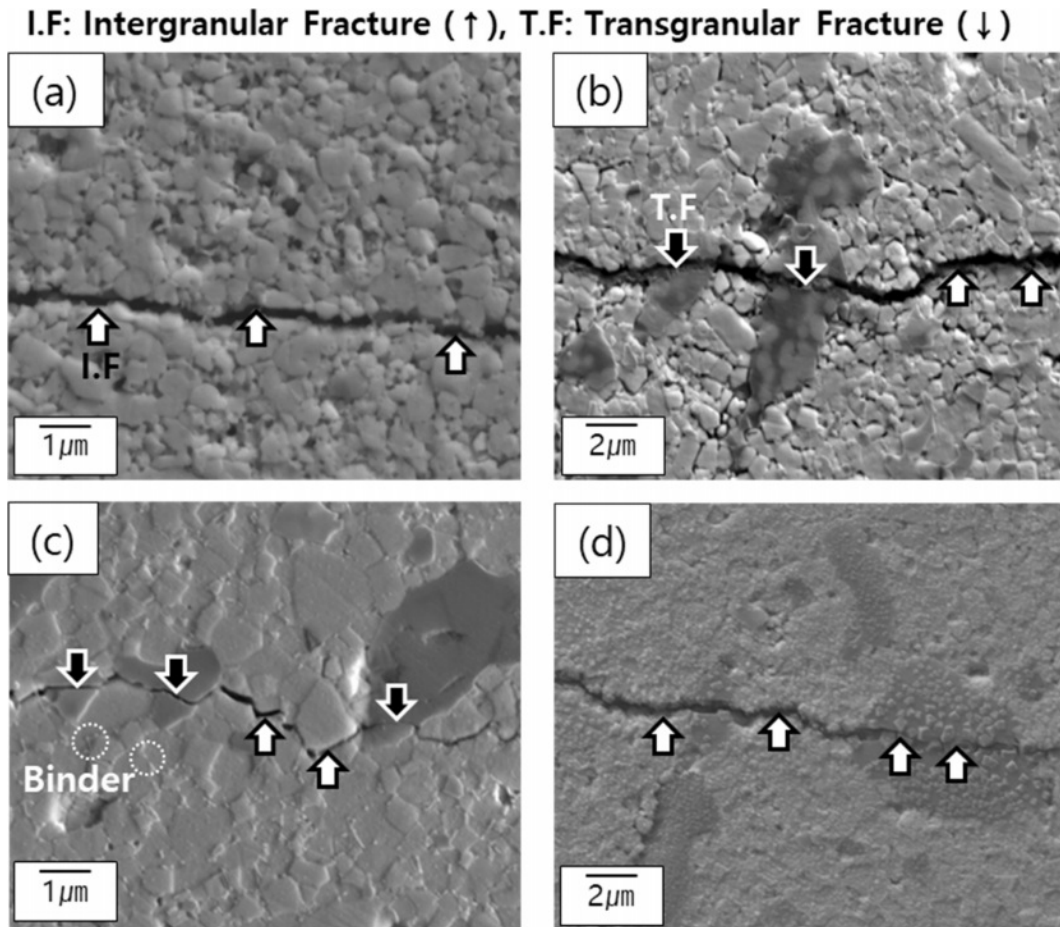 I.F: Intergranular Fracture (↑), T.F: Transgranular Fracture (↓)
(a)
I.F
1㎛
(b)
T.F
2㎛
(c)
Binder
1㎛
(d)
2㎛